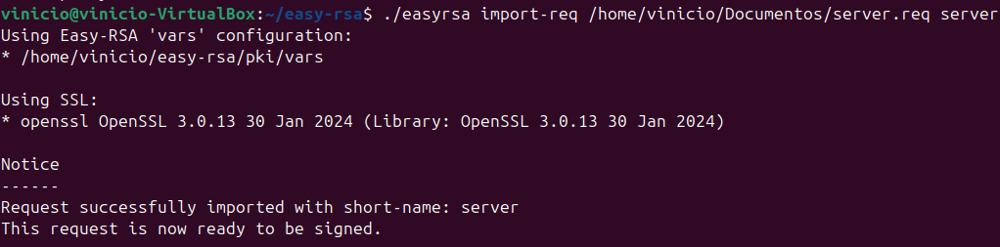 vinicio@vinicio-VirtualBox:~/easy-rsa$ ./easyrsa import-req /home/vinicio/Documentos/server.req server
Using Easy-RSA 'vars' configuration:
* /home/vinicio/easy-rsa/pki/vars

Using SSL:
* openssl OpenSSL 3.0.13 30 Jan 2024 (Library: OpenSSL 3.0.13 30 Jan 2024)

Notice
------
Request successfully imported with short-name: server
This request is now ready to be signed.